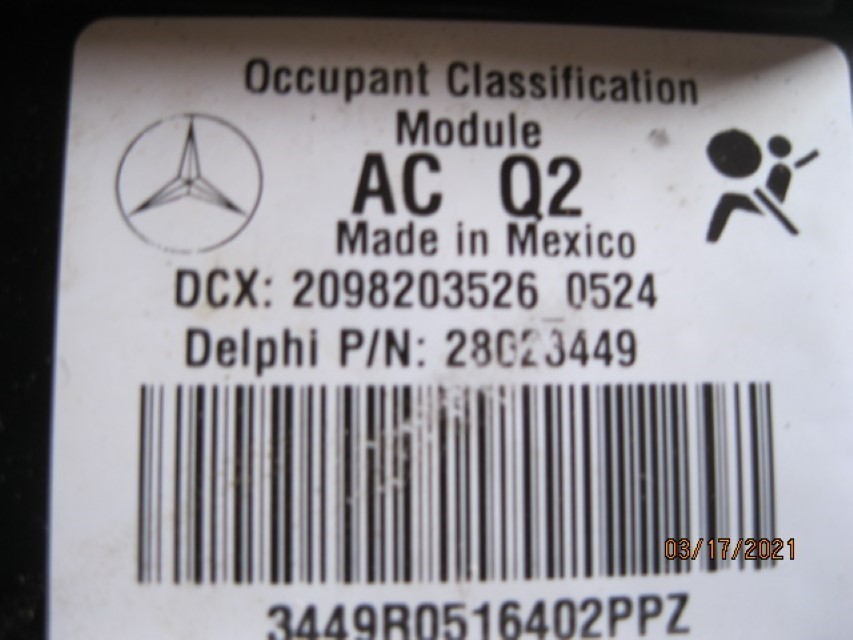 Occupant Classification
Module
AC Q2
Made in Mexico
DCX: 2098203526 0524
Delphi P/N: 28023449
03/17/2021
3449R0516402PPZ